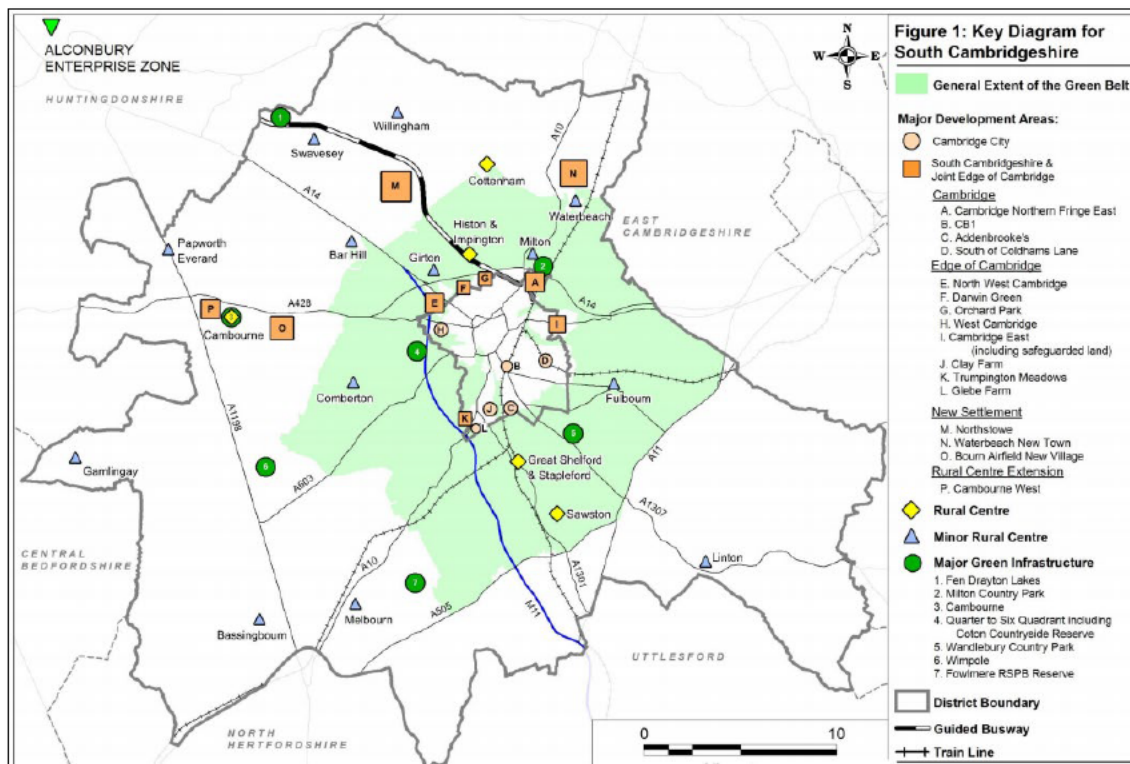 ALCONBURY
ENTERPRISE ZONE
HUNTINGDONSHIRE
N
W
E
S
Willingham
1
Swavesey
A10
Cottenham
N
M
Waterbeach
A14
EAST
CAMBRIDGESHIRE
Histon &
Impington
Papworth
Everard
Bar Hill
Girton
Milton
2
G
F
A
A428
E
A14
P
3
Cambourne
O
H
I
4
B
D
Comberton
Fulbourn
J
C
K
L
5
A1198
Gamlingay
6
A603
Great Shelford
& Stapleford
A11
A1307
Sawston
CENTRAL
BEDFORDSHIRE
A10
Linton
7
A1301
Melbourn
A505
M11
Bassingbourn
UTTLESFORD
NORTH
HERTFORDSHIRE
0
10
Figure 1: Key Diagram for
South Cambridgeshire
General Extent of the Green Belt
Major Development Areas:
Cambridge City
South Cambridgeshire &
Joint Edge of Cambridge
Cambridge
A. Cambridge Northern Fringe East
B. CB1
C. Addenbrooke's
D. South of Coldhams Lane
Edge of Cambridge
E. North West Cambridge
F. Darwin Green
G. Orchard Park
H. West Cambridge
I. Cambridge East
(including safeguarded land)
J. Clay Farm
K. Trumpington Meadows
L. Glebe Farm
New Settlement
M. Northstowe
N. Waterbeach New Town
O. Bourn Airfield New Village
Rural Centre Extension
P. Cambourne West
Rural Centre
Minor Rural Centre
Major Green Infrastructure
1. Fen Drayton Lakes
2. Milton Country Park
3. Cambourne
4. Quarter to Six Quadrant including
Coton Countryside Reserve
5. Wandlebury Country Park
6. Wimpole
7. Fowlmere RSPB Reserve
District Boundary
Guided Busway
Train Line